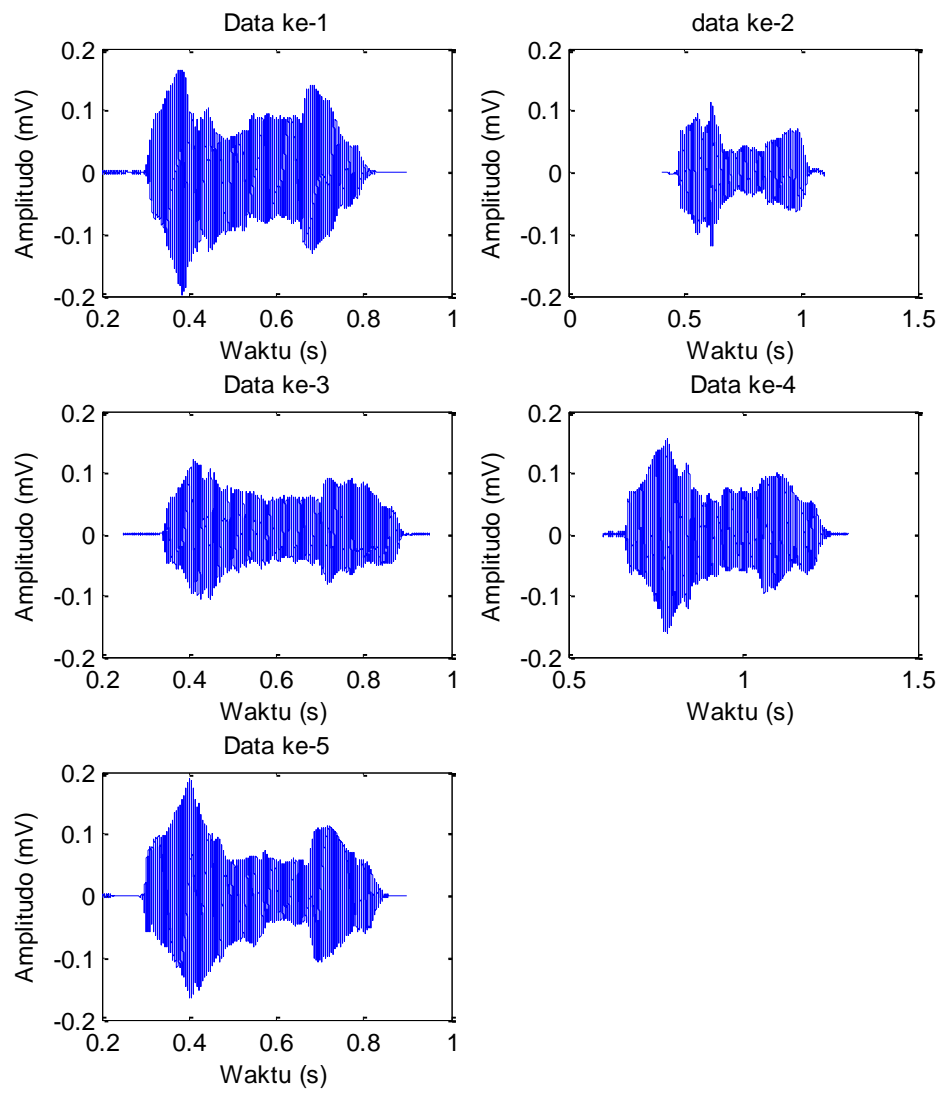 Data ke-1
0.2
0.1
0
-0.1
-0.2
Amplitudo (mV)
0.2 0.4 0.6 0.8 1
Waktu (s)
data ke-2
0.2
0.1
0
-0.1
-0.2
Amplitudo (mV)
0 0.5 1 1.5
Waktu (s)
Data ke-3
0.2
0.1
0
-0.1
-0.2
Amplitudo (mV)
0.2 0.4 0.6 0.8 1
Waktu (s)
Data ke-4
0.2
0.1
0
-0.1
-0.2
Amplitudo (mV)
0.5 1 1.5
Waktu (s)
Data ke-5
0.2
0.1
0
-0.1
-0.2
Amplitudo (mV)
0.2 0.4 0.6 0.8 1
Waktu (s)